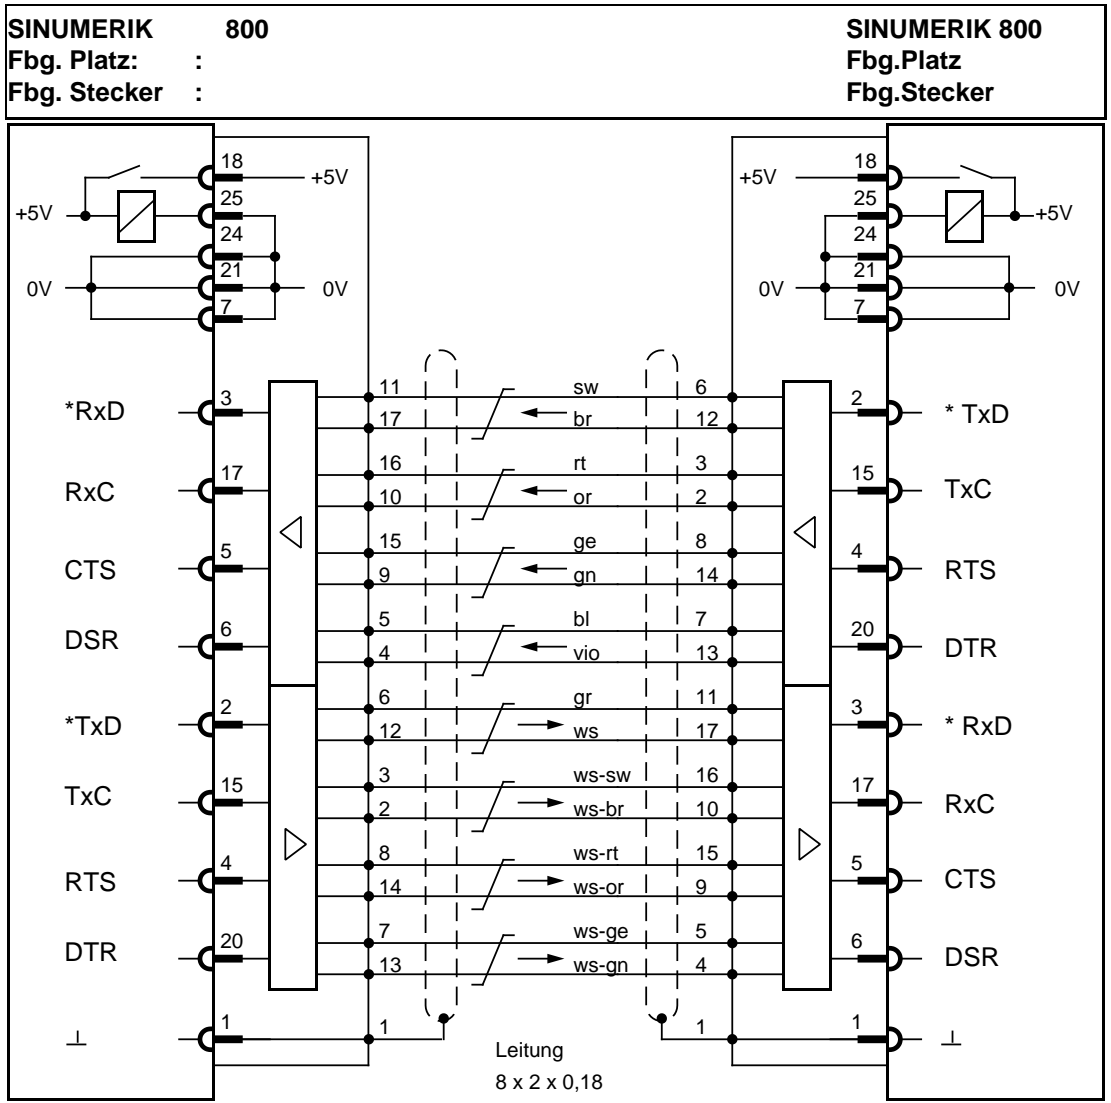 SINUMERIK 800 SINUMERIK 800
Fbg. Platz: : Fbg.Platz
Fbg. Stecker : Fbg.Stecker
18 18
+5V +5V
25 25
+5V +5V
24 24
21 21
0V 0V 0V 0V
7 7
*RxD 3 11 sw 6 2 * TxD
17 br 12
RxC 17 16 rt 3 15 TxC
10 or 2
CTS 5 15 ge 8 4 RTS
9 gn 14
DSR 6 5 bl 7 20 DTR
4 vio 13
*TxD 2 6 gr 11 3 * RxD
12 ws 17
TxC 15 3 ws-sw 16 17 RxC
2 ws-br 10
RTS 4 8 ws-rt 15 5 CTS
14 ws-or 9
DTR 20 7 ws-ge 5 6 DSR
13 ws-gn 4
1 1 1 1
Leitung
8 x 2 x 0,18